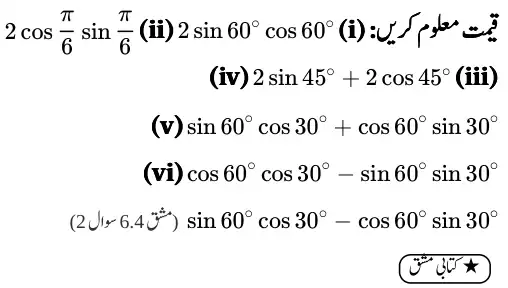 قیمت معلوم کریں: (i) 2 sin 60° cos 60° (ii) 2 cos π/6 sin π/6
(iii) 2 sin 45° + 2 cos 45° (iv)
sin 60° cos 30° + cos 60° sin 30° (v)
cos 60° cos 30° − sin 60° sin 30° (vi)
sin 60° cos 30° − cos 60° sin 30° (مشق 6.4 سوال 2)
★ کتابی مشق